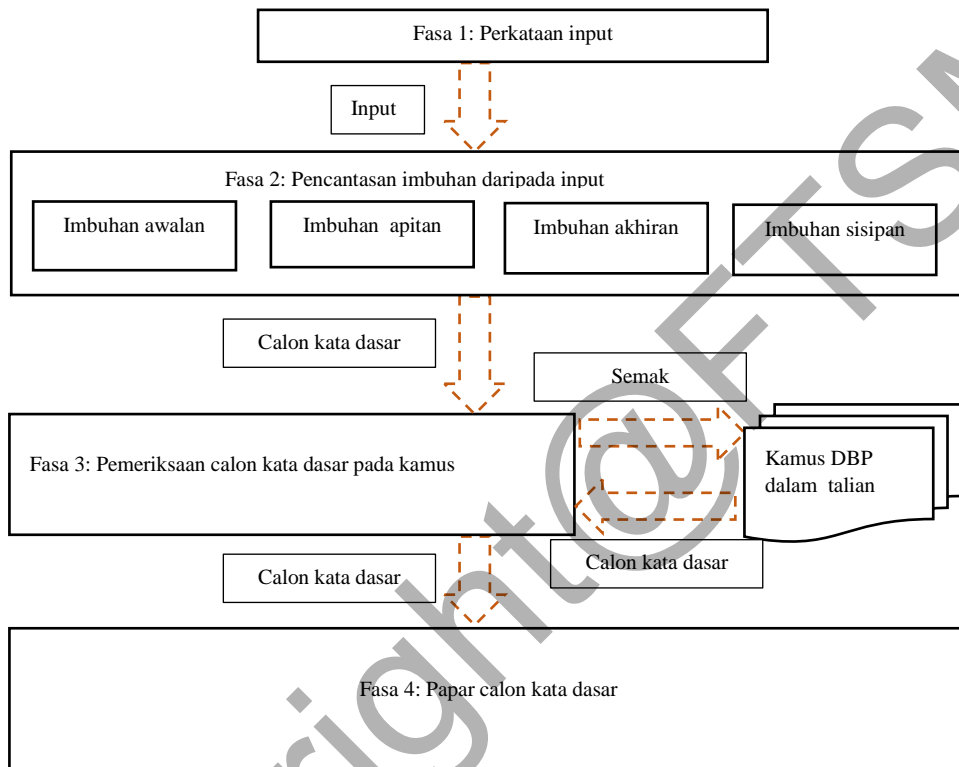 Fasa 1: Perkataan input
Input
Fasa 2: Pencantasan imbuhan daripada input
Imbuhan awalan
Imbuhan apitan
Imbuhan akhiran
Imbuhan sisipan
Calon kata dasar
Semak
Fasa 3: Pemeriksaan calon kata dasar pada kamus
Kamus DBP
dalam talian
Calon kata dasar
Calon kata dasar
Fasa 4: Papar calon kata dasar
right@FTSM